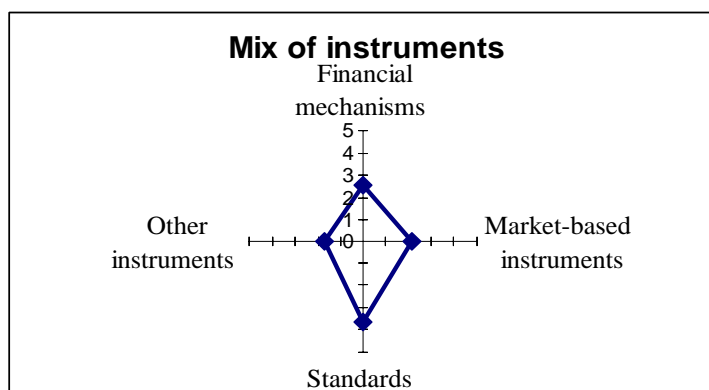 Mix of instruments
Financial
mechanisms
5
4
3
2
1
0
Other
instruments
Market-based
instruments
Standards